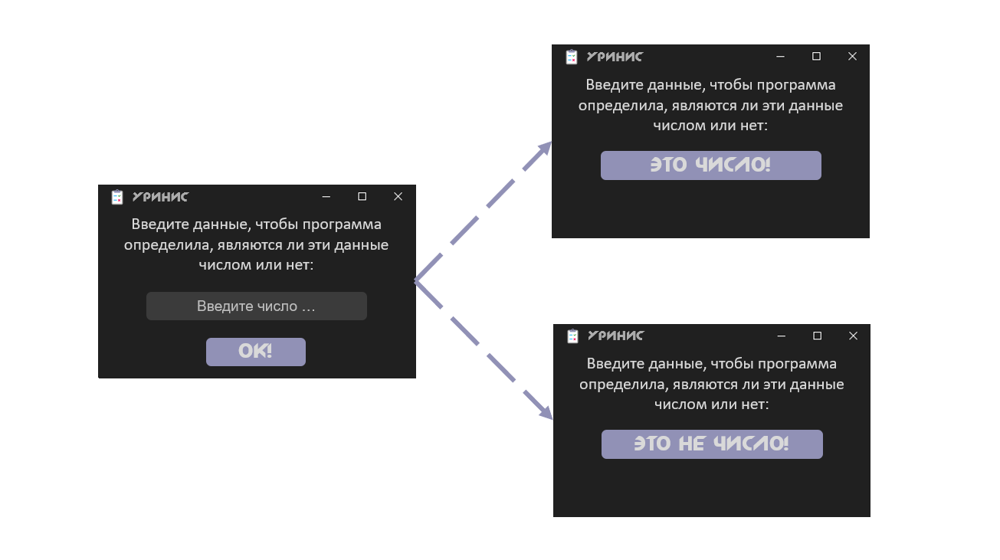 УРИНИС
Введите данные, чтобы программа
определила, являются ли эти данные
числом или нет:
Введите число ...
ОК!
УРИНИС
Введите данные, чтобы программа
определила, являются ли эти данные
числом или нет:
ЭТО ЧИСЛО!
УРИНИС
Введите данные, чтобы программа
определила, являются ли эти данные
числом или нет:
ЭТО НЕ ЧИСЛО!